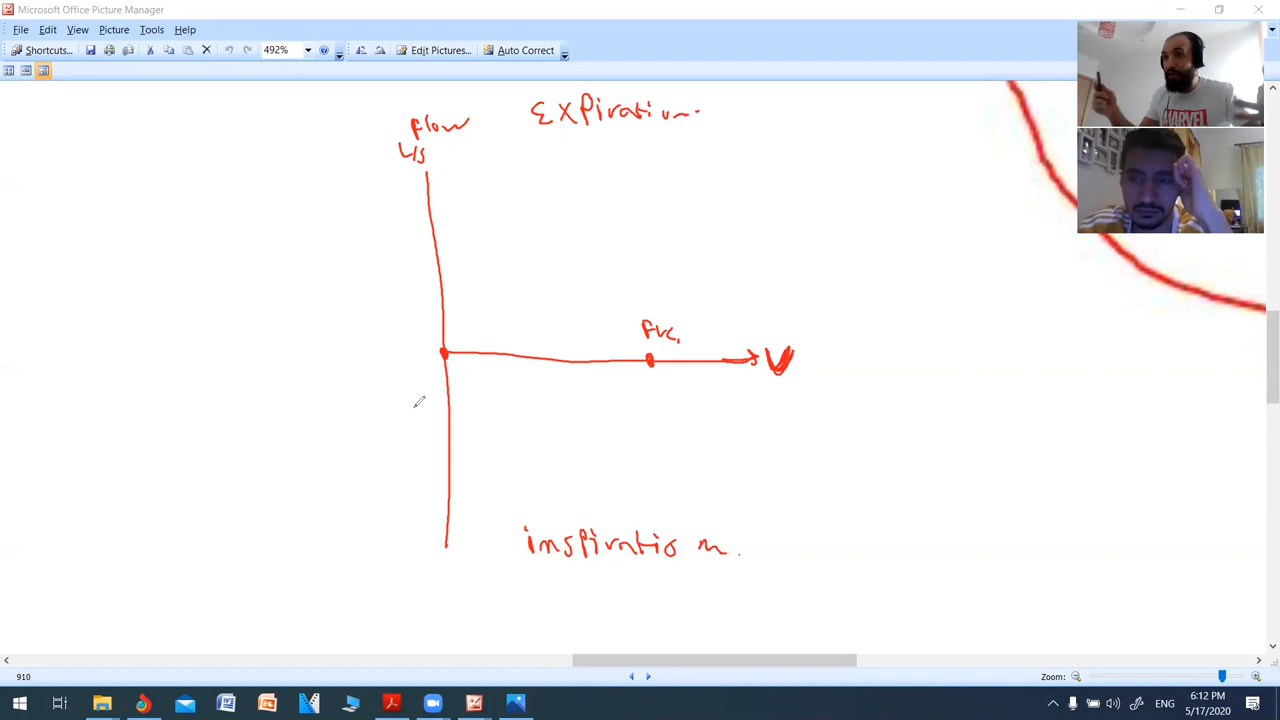 Microsoft Office Picture Manager
File Edit View Picture Tools Help
Shortcuts... 492% Edit Pictures... Auto Correct
MARVEL
Expiration.
flow
L/s
FVC.
V
inspiration.
910
Zoom:
ENG
6:12 PM
5/17/2020